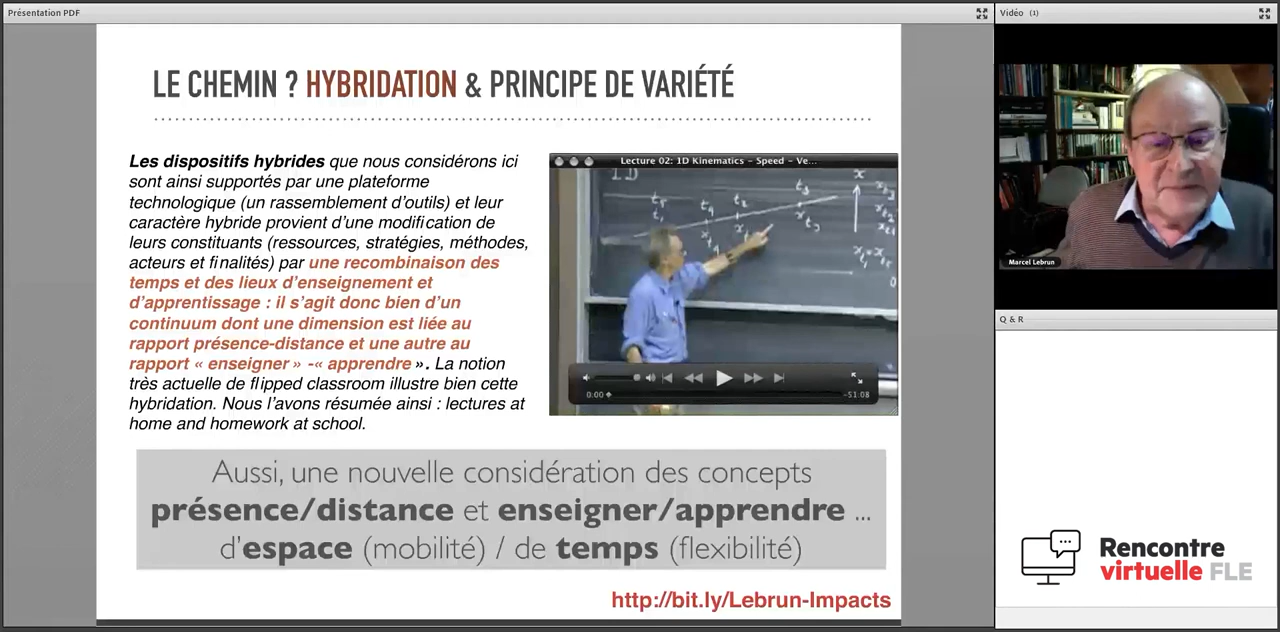 Présentation PDF
LE CHEMIN ? HYBRIDATION & PRINCIPE DE VARIÉTÉ
Les dispositifs hybrides que nous considérons ici
sont ainsi supportés par une plateforme
technologique (un rassemblement d'outils) et leur
caractère hybride provient d'une modification de
leurs constituants (ressources, stratégies, méthodes,
acteurs et finalités) par une recombinaison des
temps et des lieux d'enseignement et
d'apprentissage : il s'agit donc bien d'un
continuum dont une dimension est liée au
rapport présence-distance et une autre au
rapport « enseigner » -« apprendre ». La notion
très actuelle de flipped classroom illustre bien cette
hybridation. Nous l'avons résumée ainsi : lectures at
home and homework at school.
Lecture 02: 1D Kinematics – Speed – Ve...
1D
0:00
-51:08
Aussi, une nouvelle considération des concepts
présence/distance et enseigner/apprendre ...
d'espace (mobilité) / de temps (flexibilité)
http://bit.ly/Lebrun-Impacts
Vidéo (1)
Marcel Lebrun
Q & R
Rencontre
virtuelle FLE